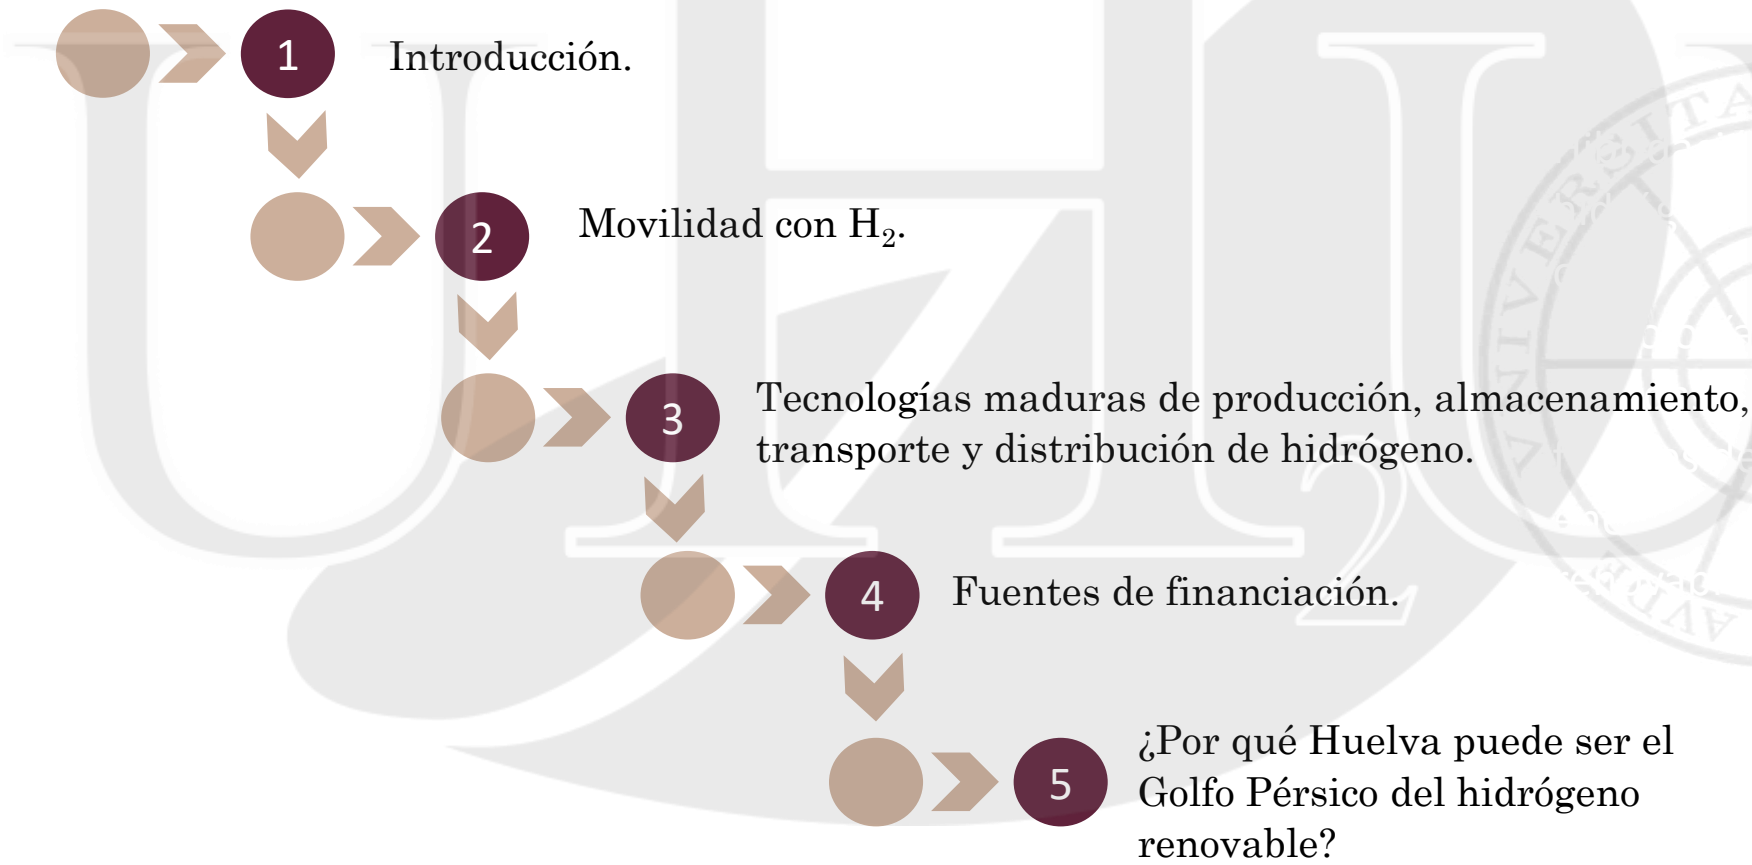 1 Introducción.
2 Movilidad con H₂.
3 Tecnologías maduras de producción, almacenamiento,
transporte y distribución de hidrógeno.
4 Fuentes de financiación.
5 ¿Por qué Huelva puede ser el
Golfo Pérsico del hidrógeno
renovable?